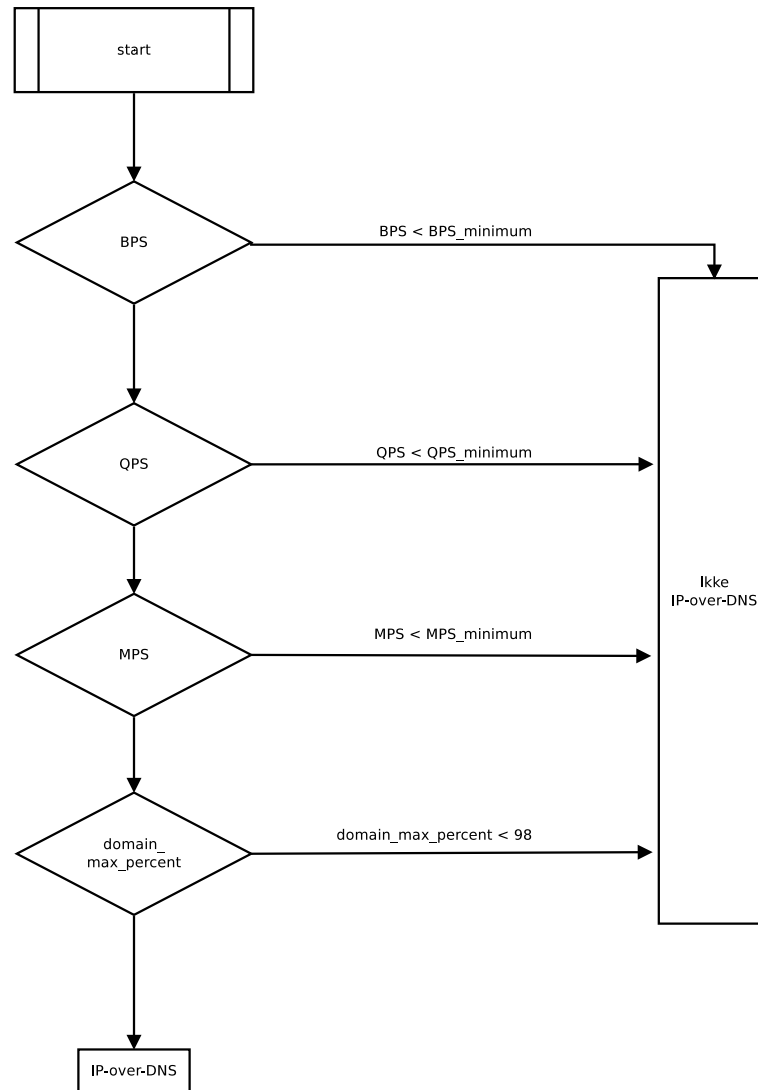 start
BPS
BPS < BPS_minimum
QPS
QPS < QPS_minimum
Ikke
IP-over-DNS
MPS
MPS < MPS_minimum
domain_
max_percent
domain_max_percent < 98
IP-over-DNS